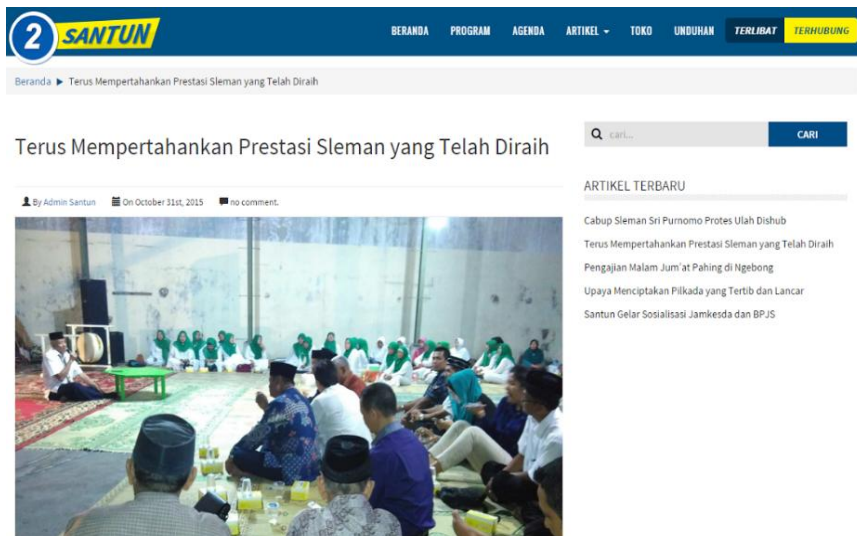 2 SANTUN
BERANDA PROGRAM AGENDA ARTIKEL TOKO UNDUHAN TERLIBAT TERHUBUNG
Beranda ▶ Terus Mempertahankan Prestasi Sleman yang Telah Diraih
Terus Mempertahankan Prestasi Sleman yang Telah Diraih
By Admin Santun On October 31st, 2015 no comment.
cari... CARI
ARTIKEL TERBARU
Cabup Sleman Sri Purnomo Protes Ulah Dishub
Terus Mempertahankan Prestasi Sleman yang Telah Diraih
Pengajian Malam Jum'at Pahing di Ngebong
Upaya Menciptakan Pilkada yang Tertib dan Lancar
Santun Gelar Sosialisasi Jamkesda dan BPJS